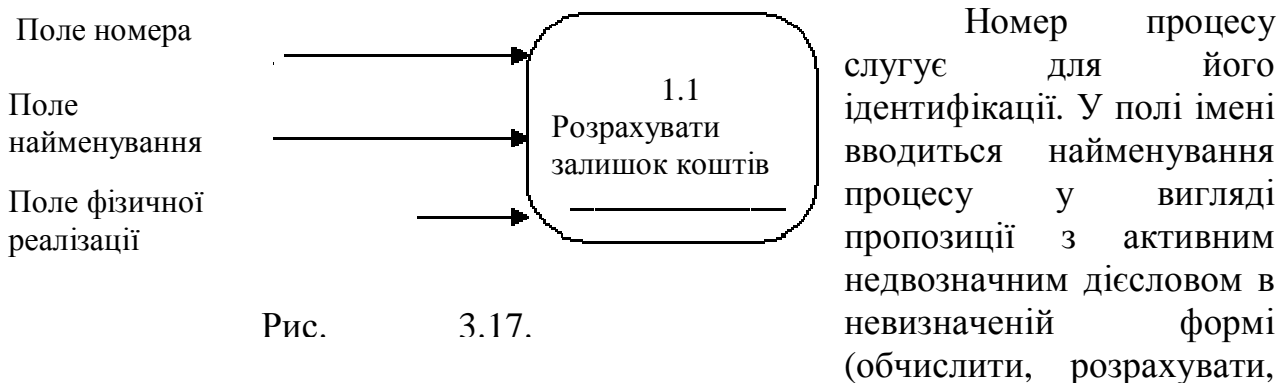 Поле номера
Поле
найменування
Поле фізичної
реалізації
1.1
Розрахувати
залишок коштів
Рис. 3.17.
Номер процесу
слугує для його
ідентифікації. У полі імені
вводиться найменування
процесу у вигляді
пропозиції з активним
недвозначним дієсловом в
невизначеній формі
(обчислити, розрахувати,